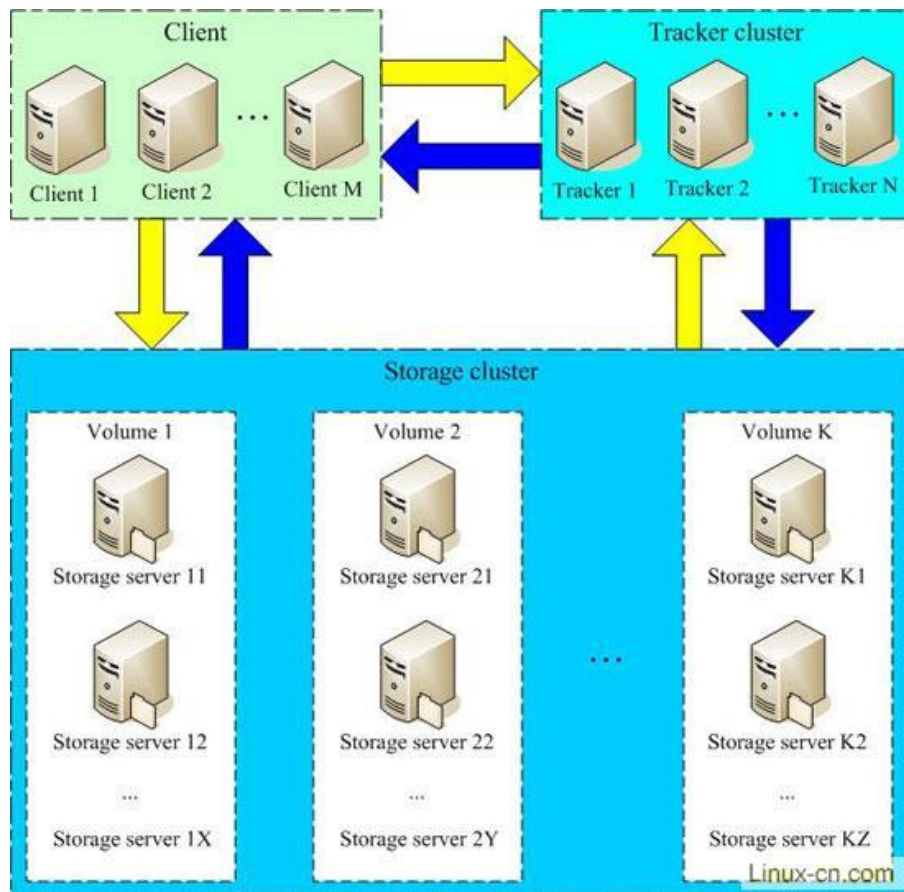 Client
Tracker cluster
...
...
Client 1
Client 2
Client M
Tracker 1
Tracker 2
Tracker N
Storage cluster
Volume 1
Volume 2
Volume K
Storage server 11
Storage server 21
Storage server K1
...
Storage server 12
Storage server 22
Storage server K2
...
...
...
Storage server 1X
Storage server 2Y
Storage server KZ
Linux-cn.com